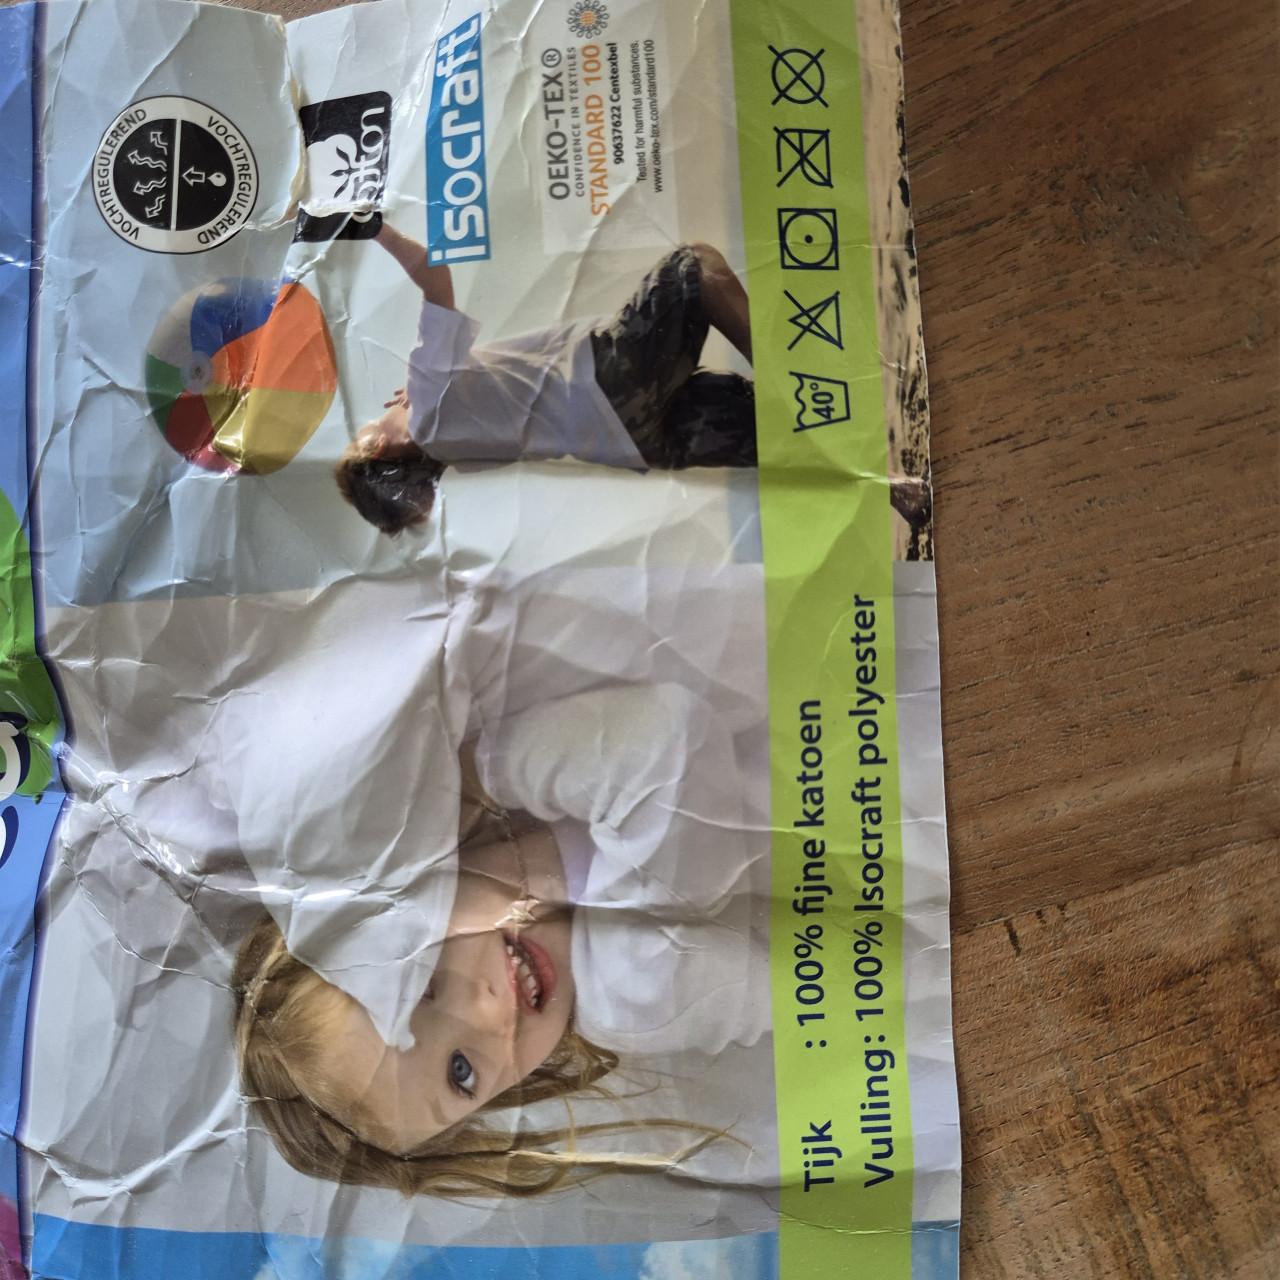 VOCHTREGULEREND
VOCHTREGULEREND
cotton
isocraft
OEKO-TEX®
CONFIDENCE IN TEXTILES
STANDARD 100
90637622 Centexbel
Tested for harmful substances.
www.oeko-tex.com/standard100
40°
Tijk : 100% fijne katoen
Vulling: 100% Isocraft polyester